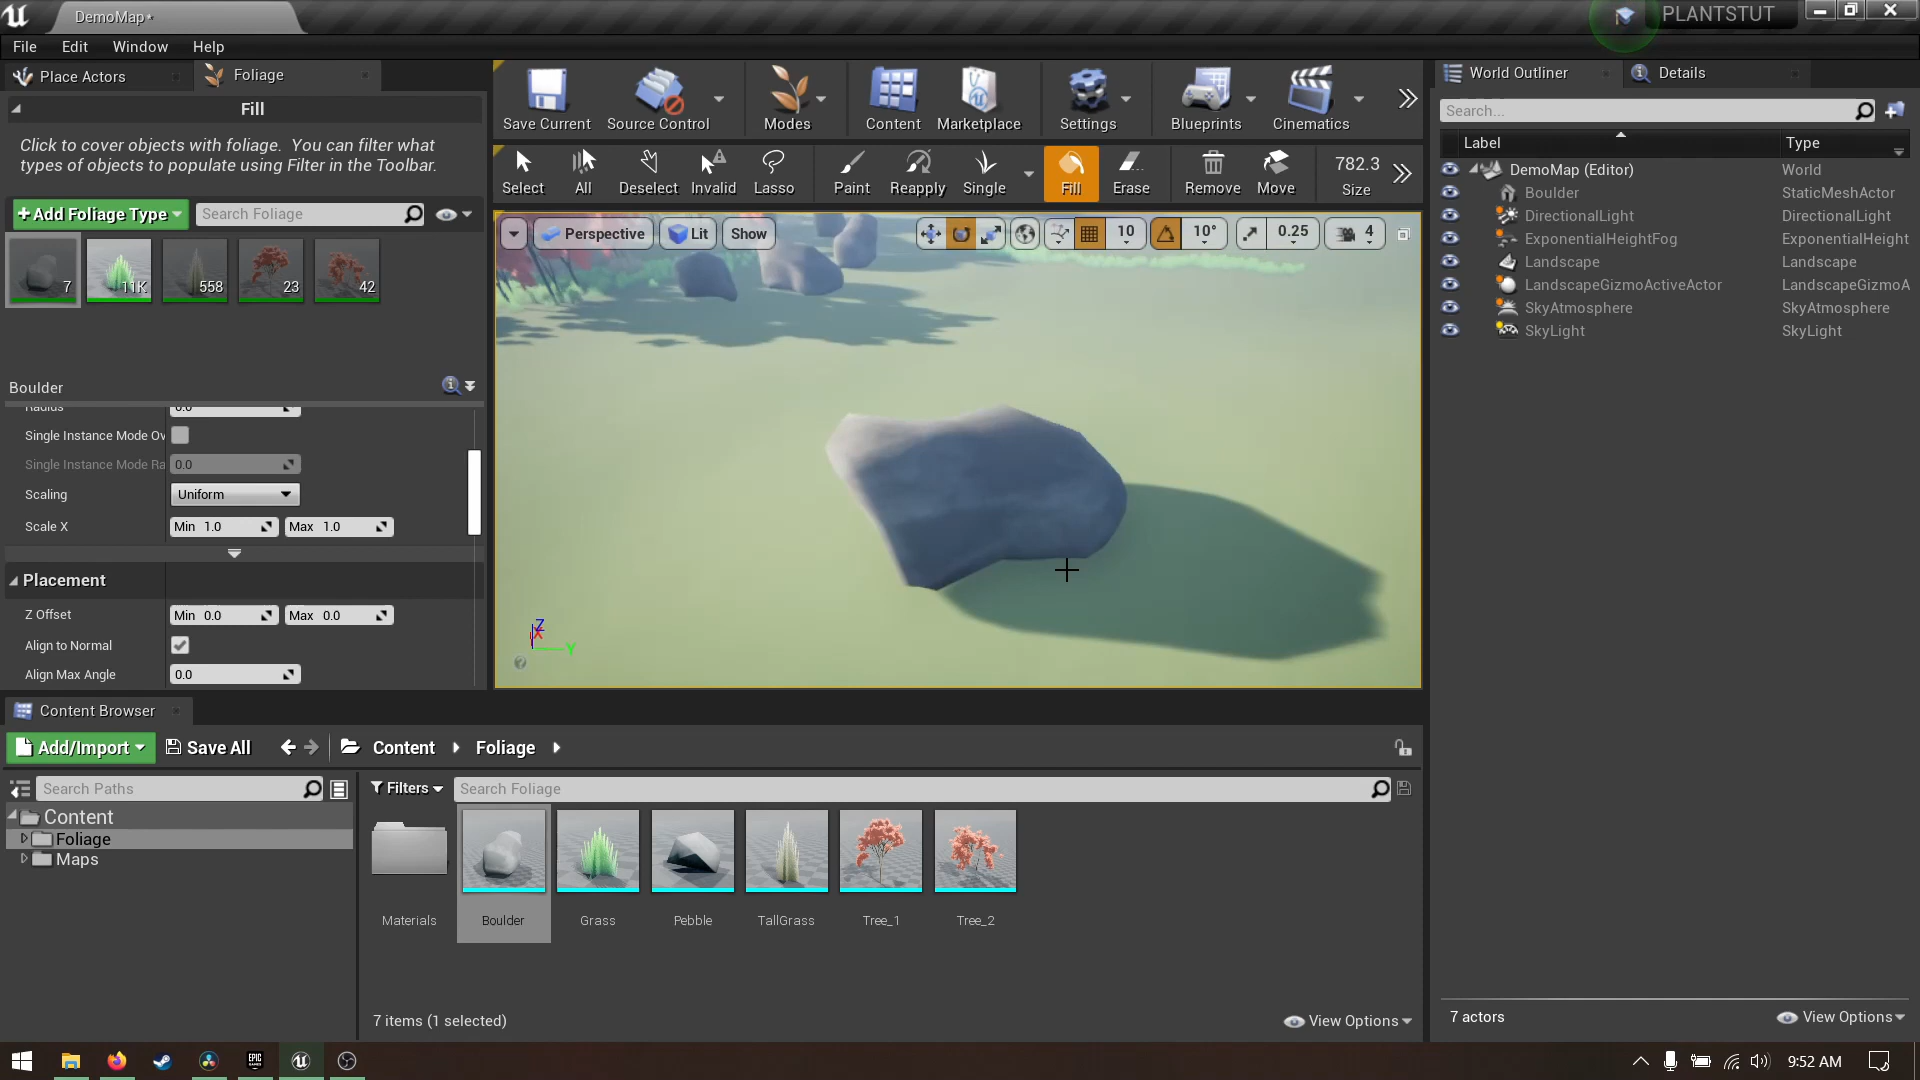 DemoMap*
PLANTSTUT
File Edit Window Help
Place Actors
Foliage
Fill
Click to cover objects with foliage. You can filter what
types of objects to populate using Filter in the Toolbar.
+Add Foliage Type
Search Foliage
7
11K
558
23
42
Boulder
Radius
0.0
Single Instance Mode Ov
Single Instance Mode Ra
0.0
Scaling
Uniform
Scale X
Min 1.0
Max 1.0
Placement
Z Offset
Min 0.0
Max 0.0
Align to Normal
Align Max Angle
0.0
Save Current
Source Control
Modes
Content
Marketplace
Settings
Blueprints
Cinematics
Select
All
Deselect
Invalid
Lasso
Paint
Reapply
Single
Fill
Erase
Remove
Move
782.3
Size
Perspective
Lit
Show
10
10°
0.25
4
Z
X
Y
World Outliner
Details
Search...
Label
Type
DemoMap (Editor) World
Boulder StaticMeshActor
DirectionalLight DirectionalLight
ExponentialHeightFog ExponentialHeight
Landscape Landscape
LandscapeGizmoActiveActor LandscapeGizmoA
SkyAtmosphere SkyAtmosphere
SkyLight SkyLight
7 actors
View Options
Content Browser
Add/Import
Save All
Content
Foliage
Search Paths
Content
Foliage
Maps
Filters
Search Foliage
Materials
Boulder
Grass
Pebble
TallGrass
Tree_1
Tree_2
7 items (1 selected)
View Options
EPIC
GAMES
9:52 AM